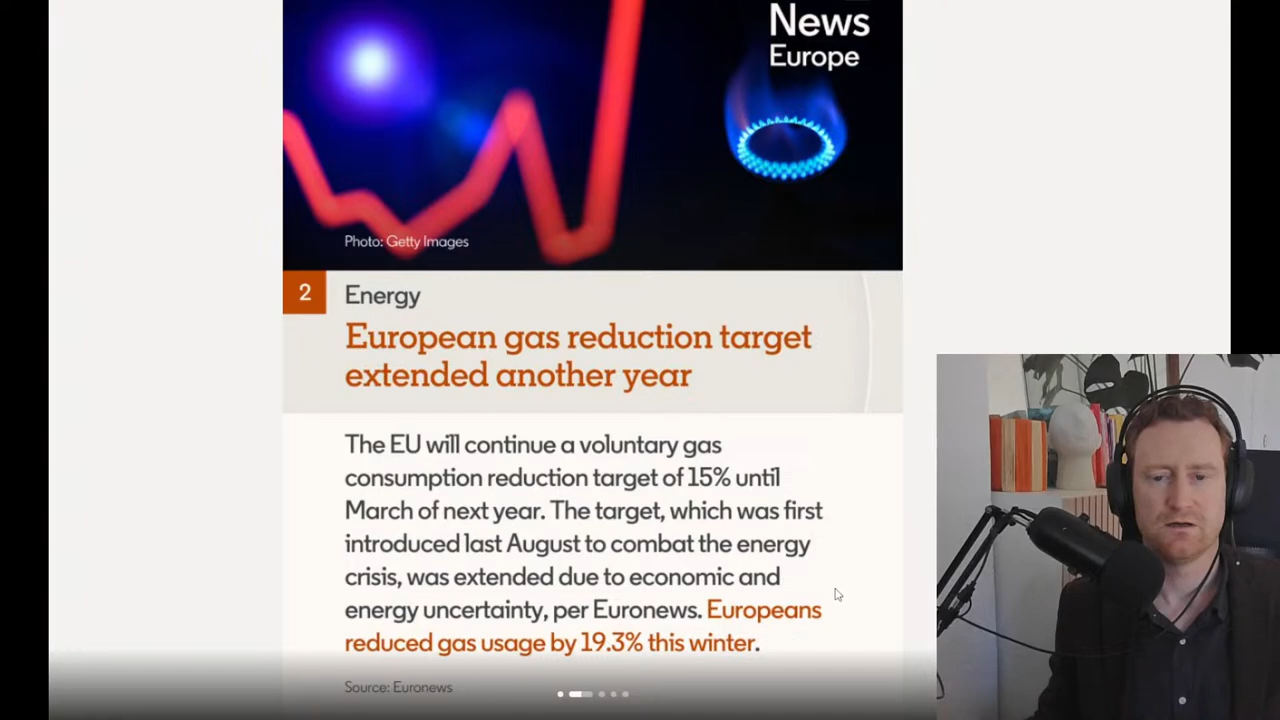 News
Europe
Photo: Getty Images
2
Energy
European gas reduction target
extended another year
The EU will continue a voluntary gas
consumption reduction target of 15% until
March of next year. The target, which was first
introduced last August to combat the energy
crisis, was extended due to economic and
energy uncertainty, per Euronews. Europeans
reduced gas usage by 19.3% this winter.
Source: Euronews